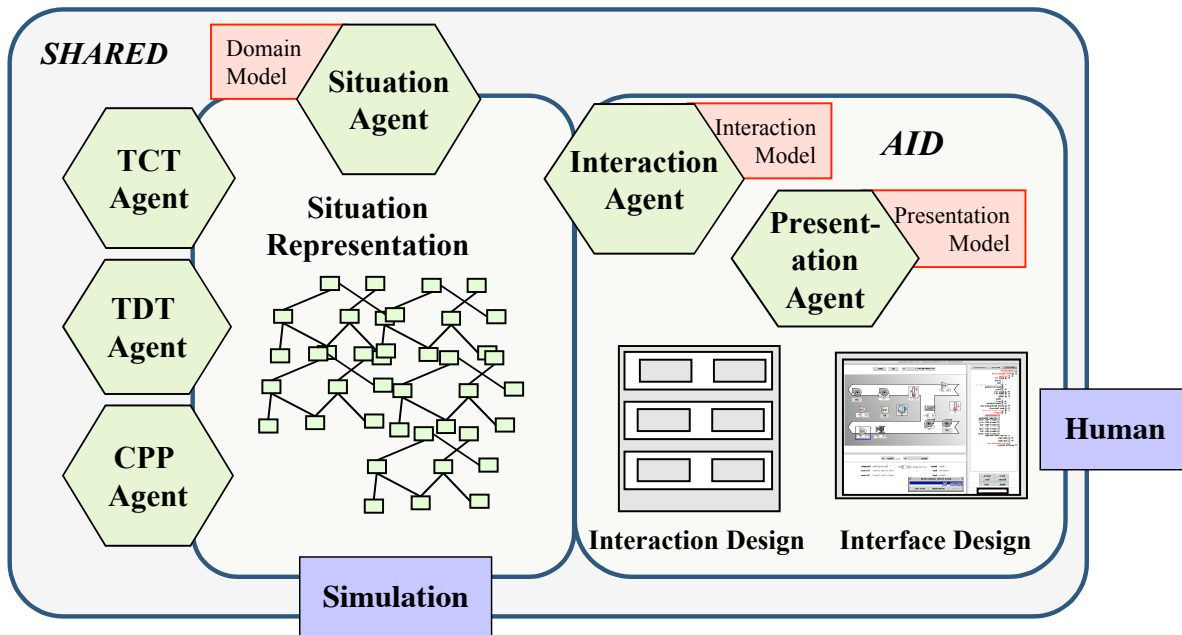 SHARED
Domain
Model
Situation
Agent
TCT
Agent
Interaction
Agent
Interaction
Model
AID
Situation
Representation
Present-
ation
Agent
Presentation
Model
TDT
Agent
CPP
Agent
Human
Interaction Design
Interface Design
Simulation